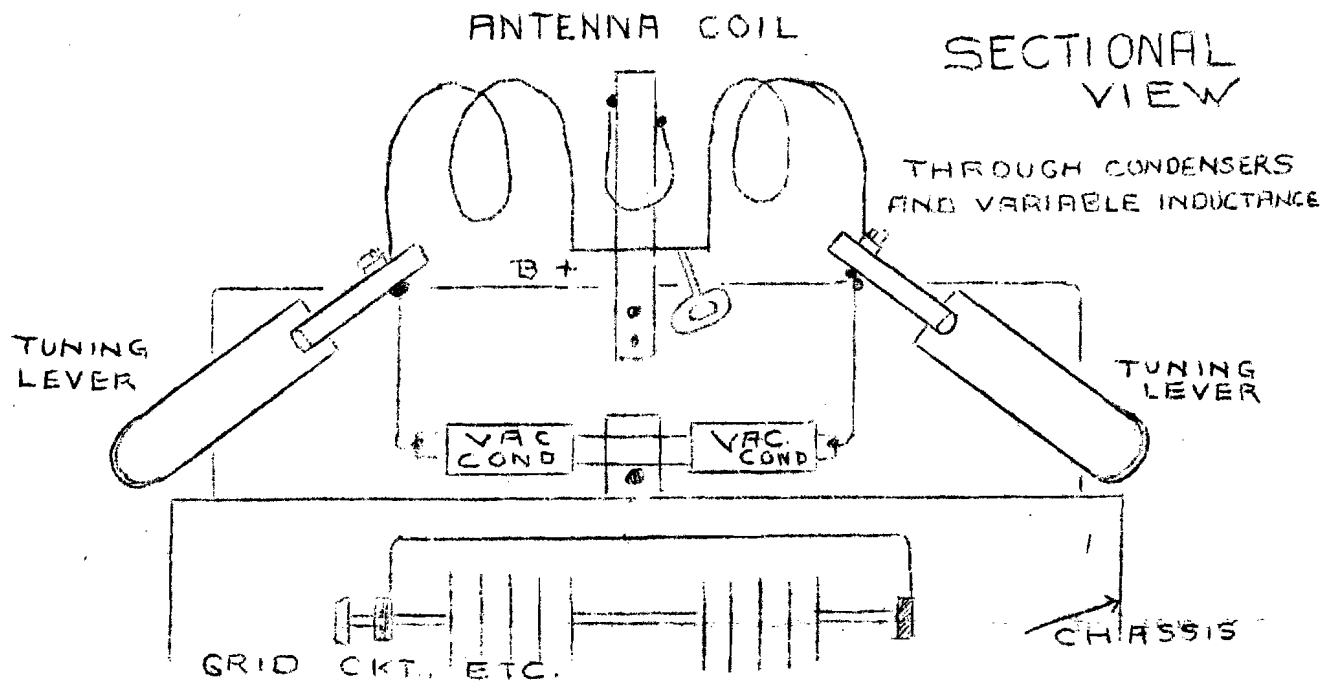 ANTENNA COIL
SECTIONAL
VIEW
THROUGH CONDENSERS
AND VARIABLE INDUCTANCE
B +
TUNING
LEVER
TUNING
LEVER
VAC
COND
VAC.
COND
CHASSIS
GRID CKT., ETC.